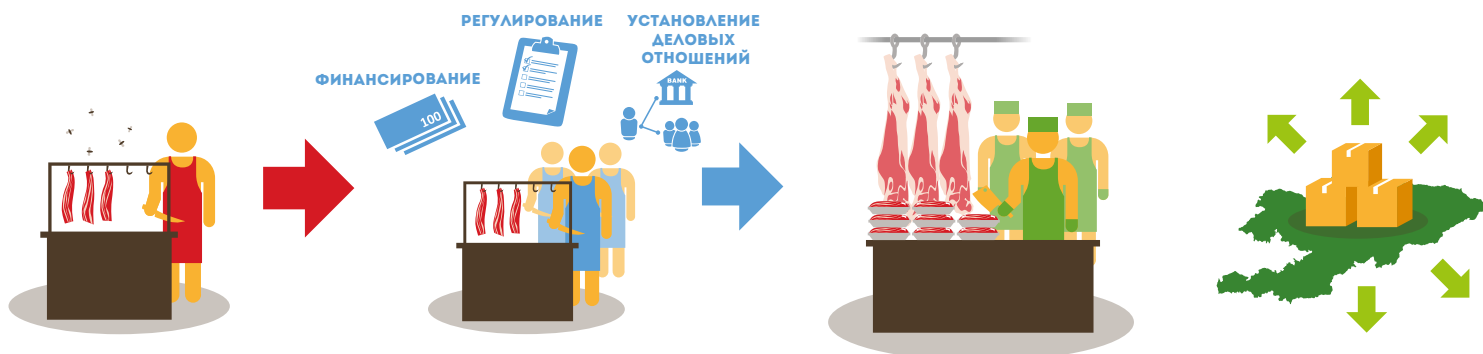 РЕГУЛИРОВАНИЕ
УСТАНОВЛЕНИЕ
ДЕЛОВЫХ
ОТНОШЕНИЙ
ФИНАНСИРОВАНИЕ
BANK
100